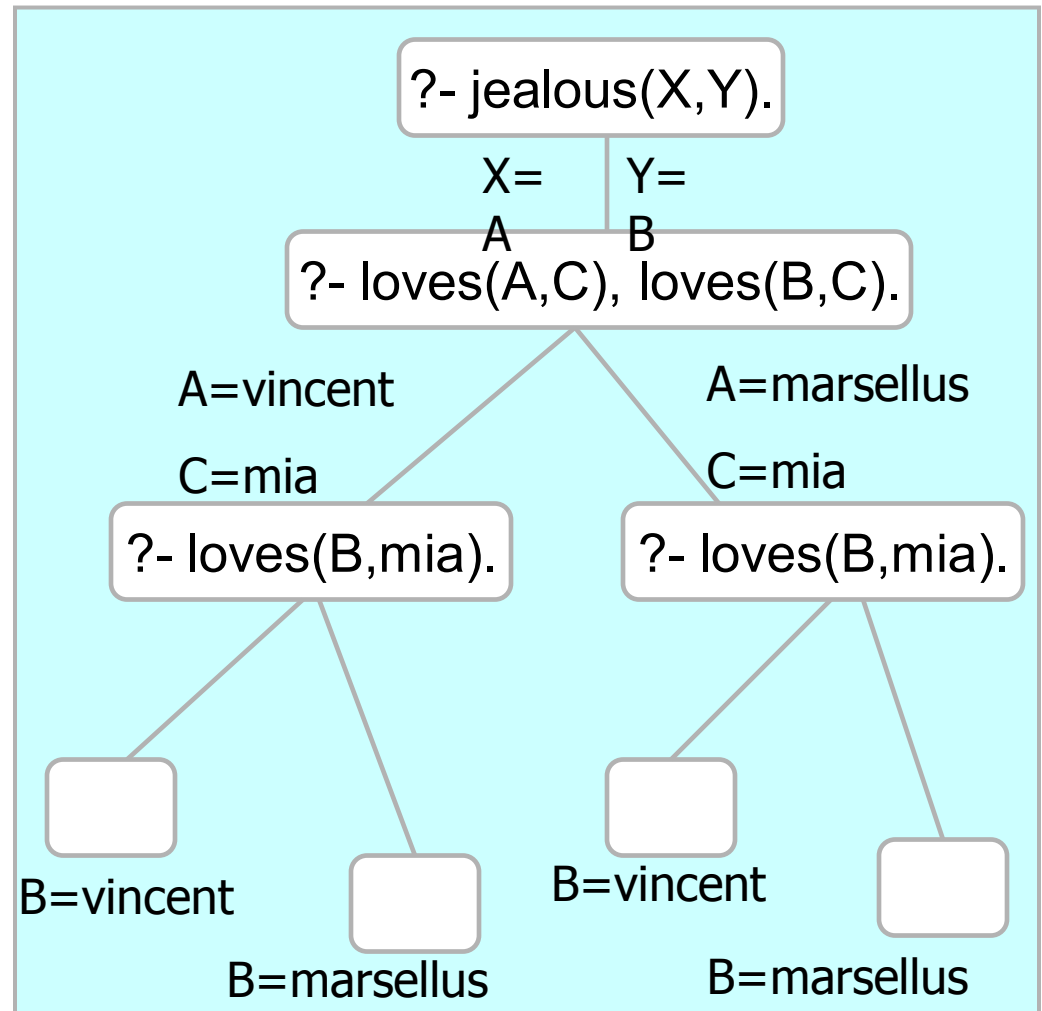 ?- jealous(X,Y).
X= Y=
A B
?- loves(A,C), loves(B,C).
A=vincent A=marsellus
C=mia C=mia
?- loves(B,mia). ?- loves(B,mia).
B=vincent B=vincent
B=marsellus B=marsellus